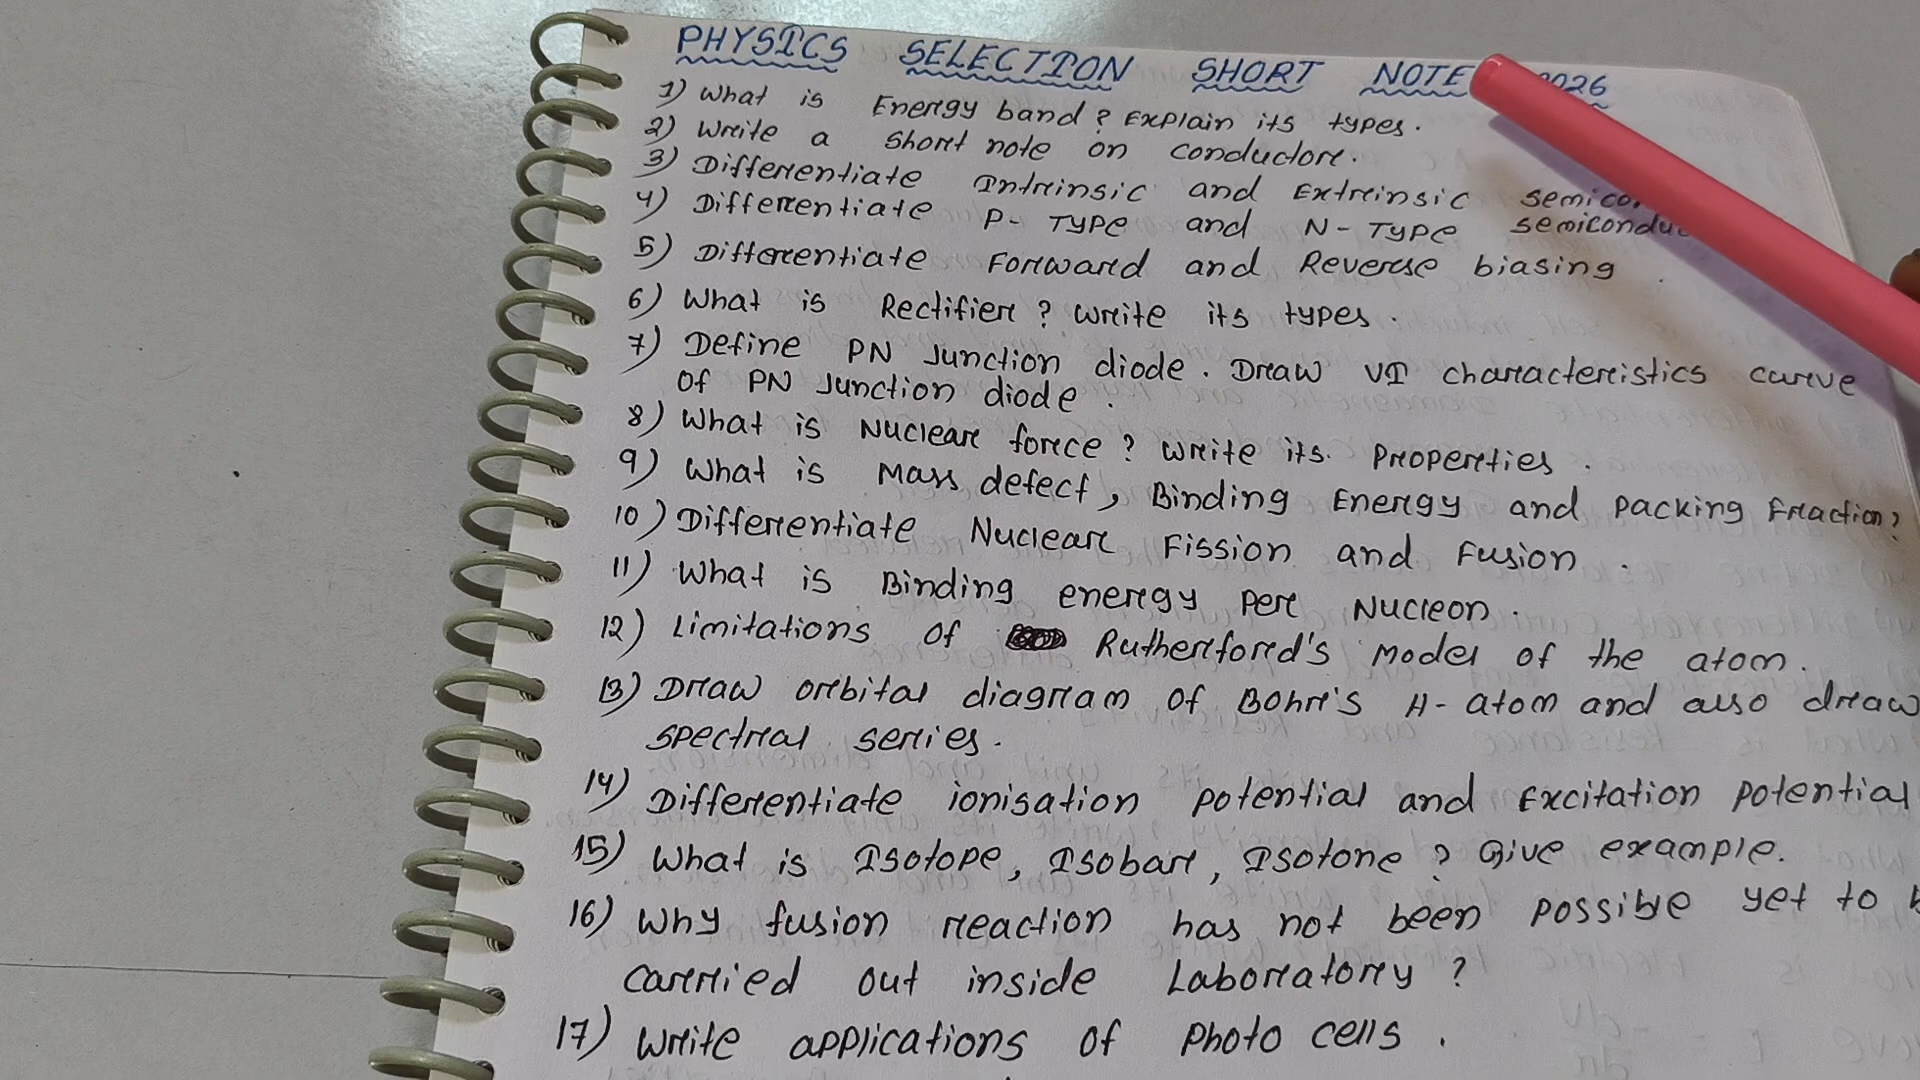 PHYSICS SELECTION SHORT NOTE 2026
1) What is Energy band ? Explain its types.
2) Write a short note on conductor.
3) Differentiate Intrinsic and Extrinsic
4) Differentiate P-Type and N-Type
5) Differentiate Forward and Reverse biasing
6) What is Rectifier ? Write its types.
7) Define PN Junction diode. Draw VI characteristics curve
of PN Junction diode.
8) What is Nuclear force ? Write its Properties.
9) What is Mass defect, Binding Energy and Packing Fraction?
10) Differentiate Nuclear Fission and Fusion.
11) What is Binding energy per Nucleon.
12) Limitations of Rutherford's Model of the atom.
13) Draw orbital diagram of Bohr's H-atom and also draw
spectral series.
14) Differentiate ionisation potential and Excitation potential
15) What is Isotope, Isobar, Isotone ? Give example.
16) Why fusion reaction has not been possible yet to
carried out inside Laboratory ?
17) Write applications of Photo cells.